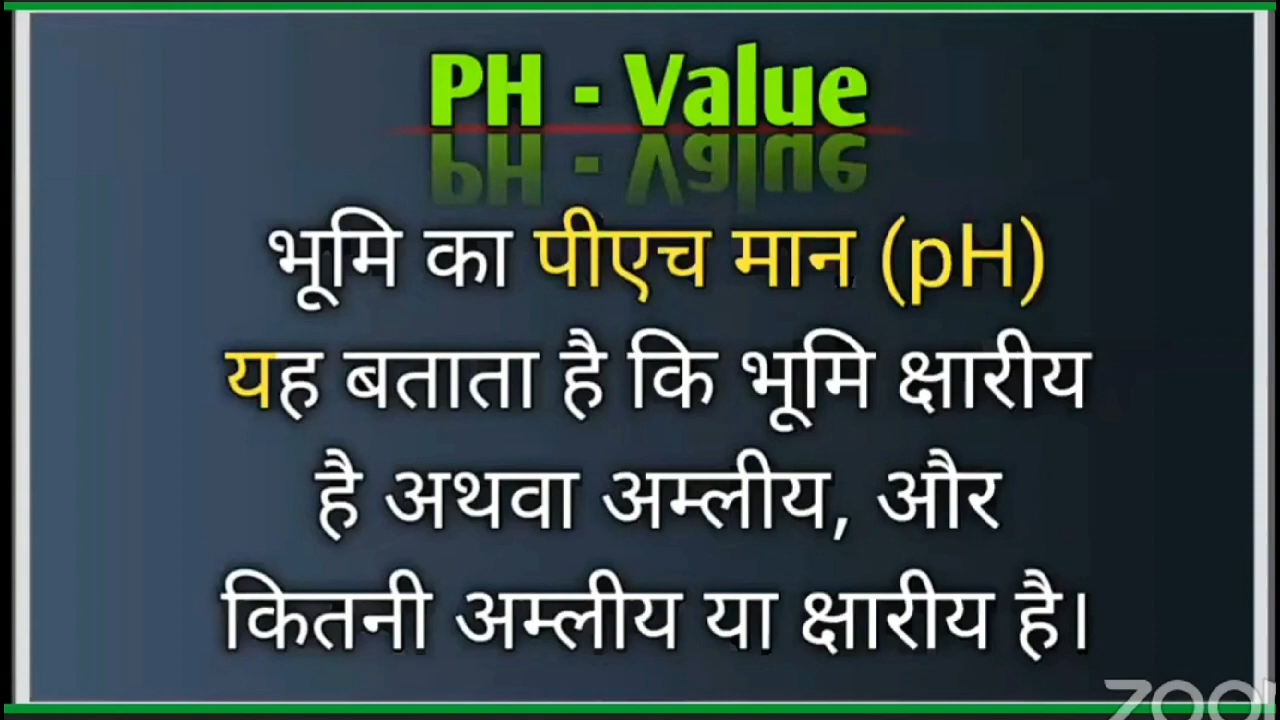 PH - Value
भूमि का पीएच मान (pH)
यह बताता है कि भूमि क्षारीय
है अथवा अम्लीय, और
कितनी अम्लीय या क्षारीय है।